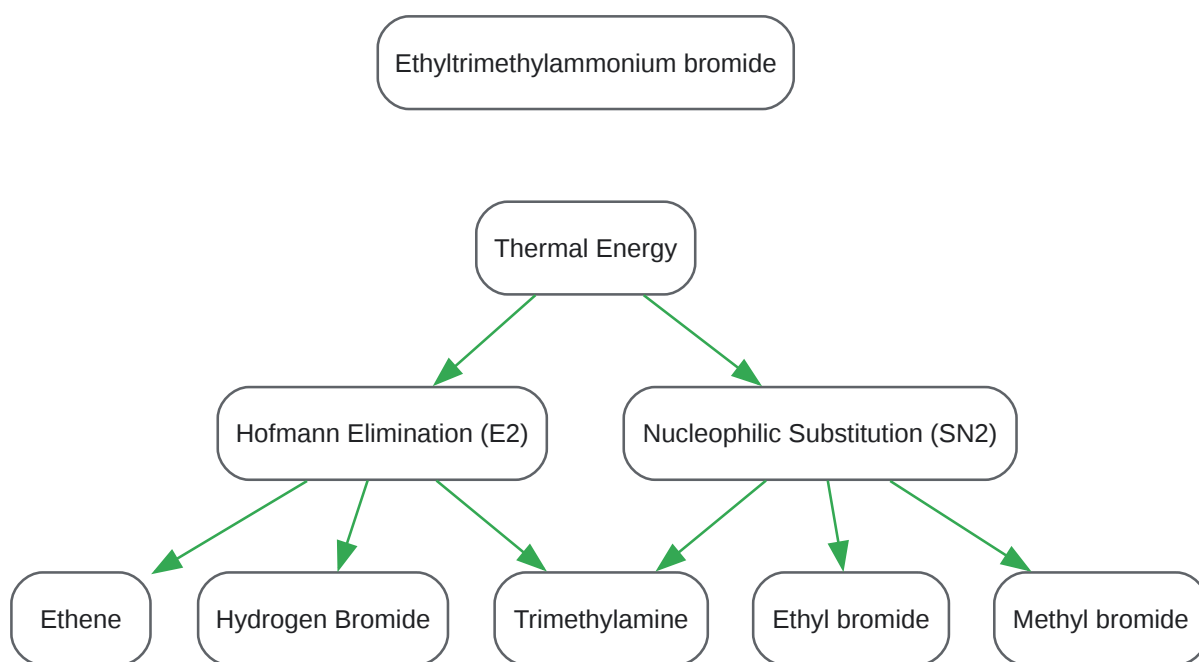 Ethyltrimethylammonium bromide
Thermal Energy
Hofmann Elimination (E2)
Nucleophilic Substitution (SN2)
Ethene
Hydrogen Bromide
Trimethylamine
Ethyl bromide
Methyl bromide